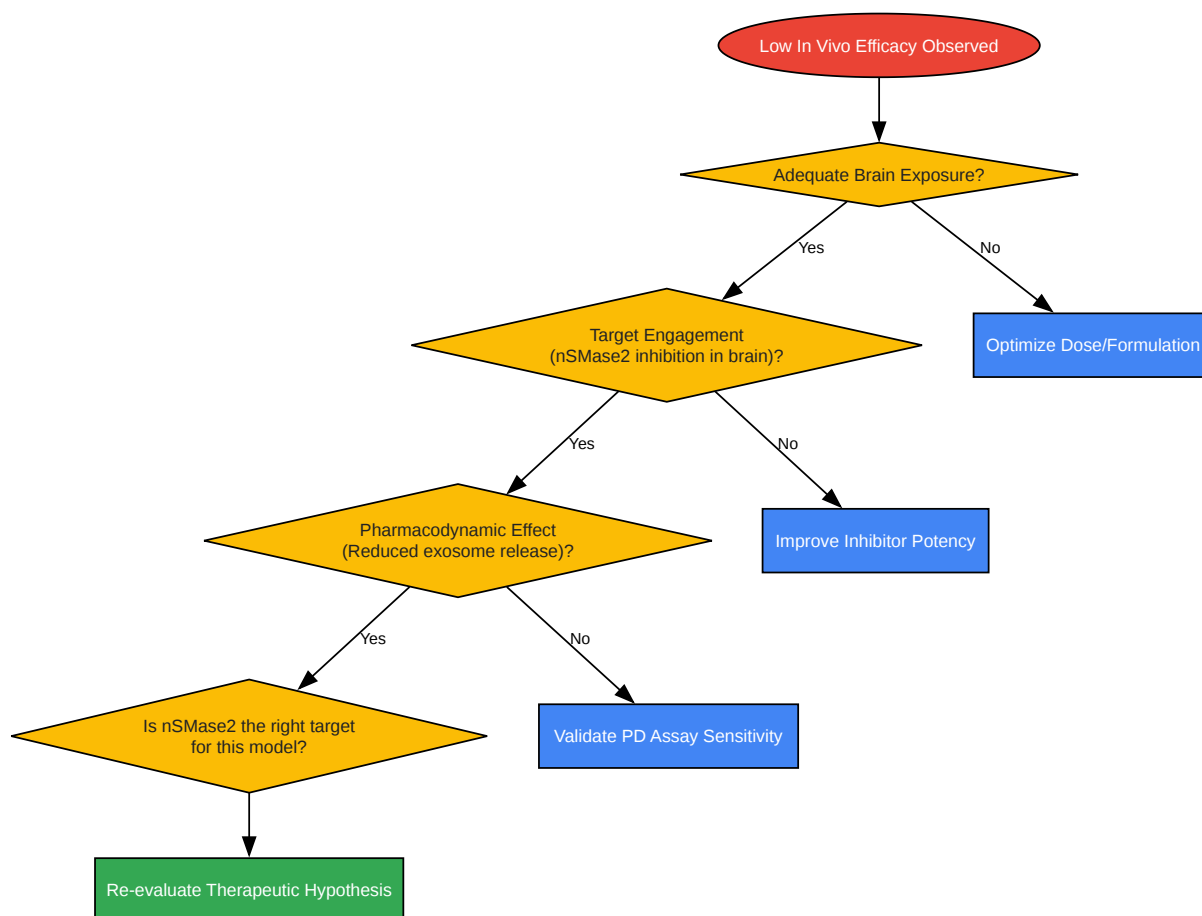 Low In Vivo Efficacy Observed
Adequate Brain Exposure?
Yes
No
Target Engagement
(nSMase2 inhibition in brain)?
Optimize Dose/Formulation
Yes
No
Pharmacodynamic Effect
(Reduced exosome release)?
Improve Inhibitor Potency
Yes
No
Is nSMase2 the right target
for this model?
Validate PD Assay Sensitivity
Re-evaluate Therapeutic Hypothesis